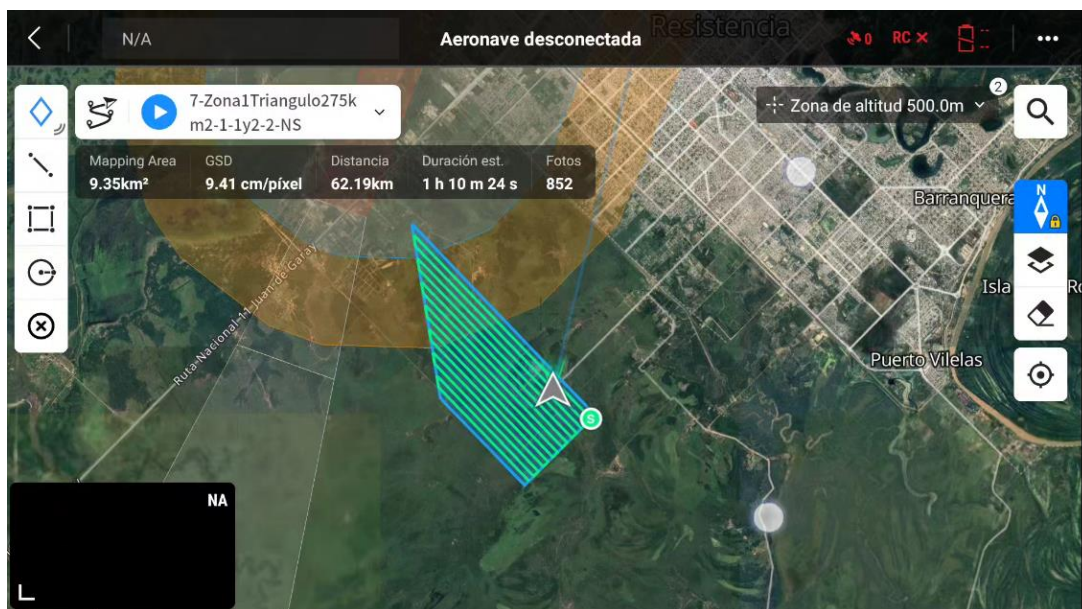 N/A
Aeronave desconectada
Resistencia
0
RC
7-Zona1Triangulo275k
m2-1-1y2-2-NS
Zona de altitud 500.0m
2
Mapping Area
9.35km²
GSD
9.41 cm/píxel
Distancia
62.19km
Duración est.
1 h 10 m 24 s
Fotos
852
Barranquera
N
Ruta-Nacional-11-Juan-de-Garay
Isla
Puerto Vilelas
S
NA
L